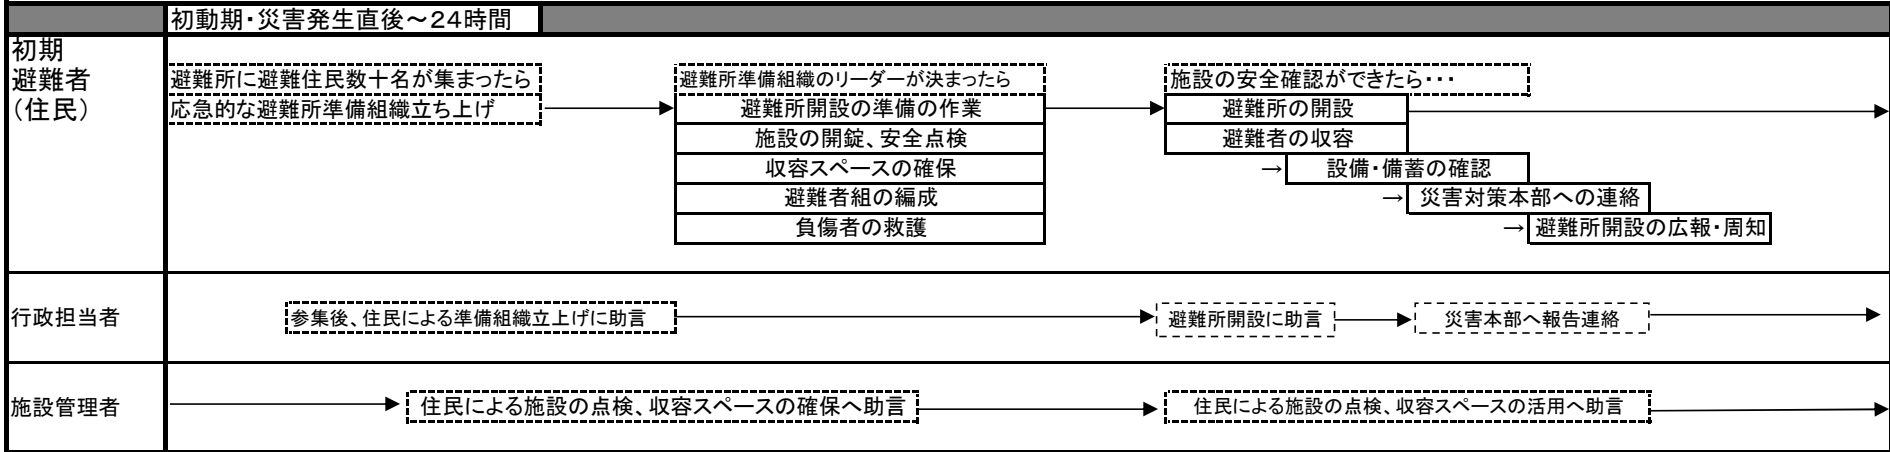 初動期・災害発生直後～24時間
初期
避難者
(住民)
避難所に避難住民数十名が集まったら
応急的な避難所準備組織立ち上げ
避難所準備組織のリーダーが決まったら
避難所開設の準備の作業
施設の開錠、安全点検
収容スペースの確保
避難者組の編成
負傷者の救護
施設の安全確認ができたら・・・
避難所の開設
避難者の収容
→ 設備・備蓄の確認
→ 災害対策本部への連絡
→ 避難所開設の広報・周知
行政担当者
参集後、住民による準備組織立上げに助言
避難所開設に助言
災害本部へ報告連絡
施設管理者
住民による施設の点検、収容スペースの確保へ助言
住民による施設の点検、収容スペースの活用へ助言